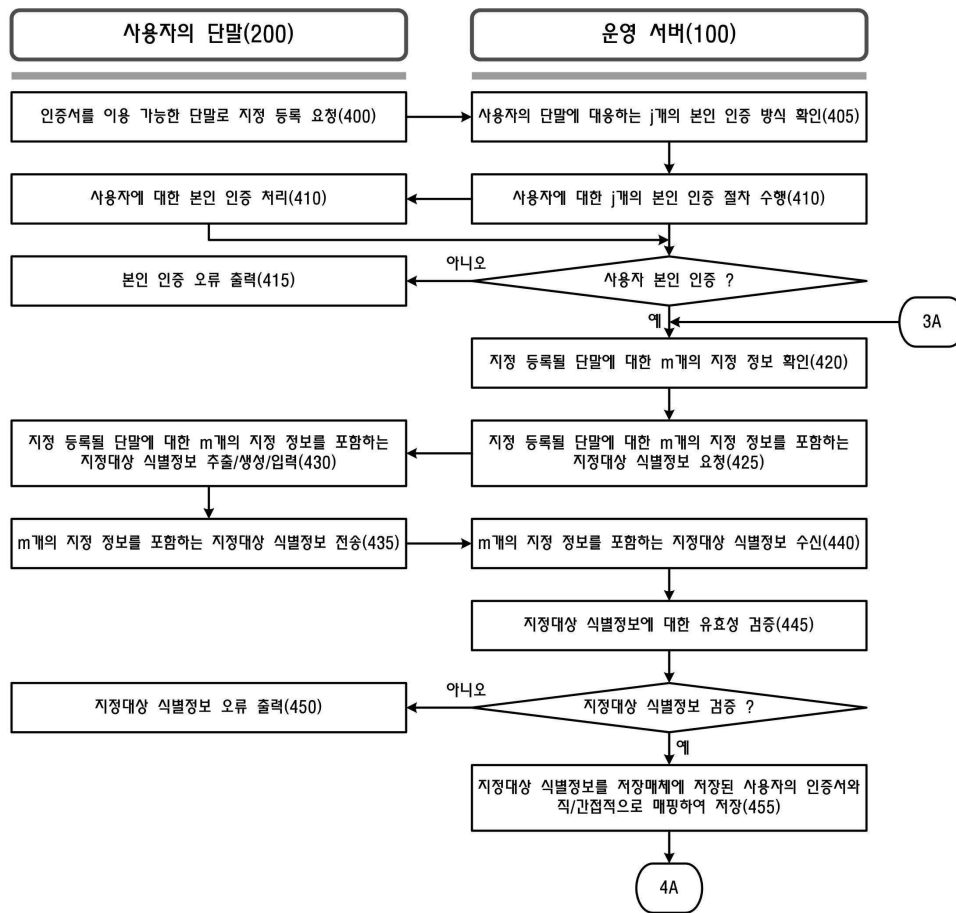 사용자의 단말(200)
운영 서버(100)
인증서를 이용 가능한 단말로 지정 등록 요청(400)
사용자의 단말에 대응하는 j개의 본인 인증 방식 확인(405)
사용자에 대한 본인 인증 처리(410)
사용자에 대한 j개의 본인 인증 절차 수행(410)
본인 인증 오류 출력(415)
아니오
사용자 본인 인증 ?
예
3A
지정 등록될 단말에 대한 m개의 지정 정보 확인(420)
지정 등록될 단말에 대한 m개의 지정 정보를 포함하는
지정대상 식별정보 추출/생성/입력(430)
지정 등록될 단말에 대한 m개의 지정 정보를 포함하는
지정대상 식별정보 요청(425)
m개의 지정 정보를 포함하는 지정대상 식별정보 전송(435)
m개의 지정 정보를 포함하는 지정대상 식별정보 수신(440)
지정대상 식별정보에 대한 유효성 검증(445)
지정대상 식별정보 오류 출력(450)
아니오
지정대상 식별정보 검증 ?
예
지정대상 식별정보를 저장매체에 저장된 사용자의 인증서와
직/간접적으로 매핑하여 저장(455)
4A